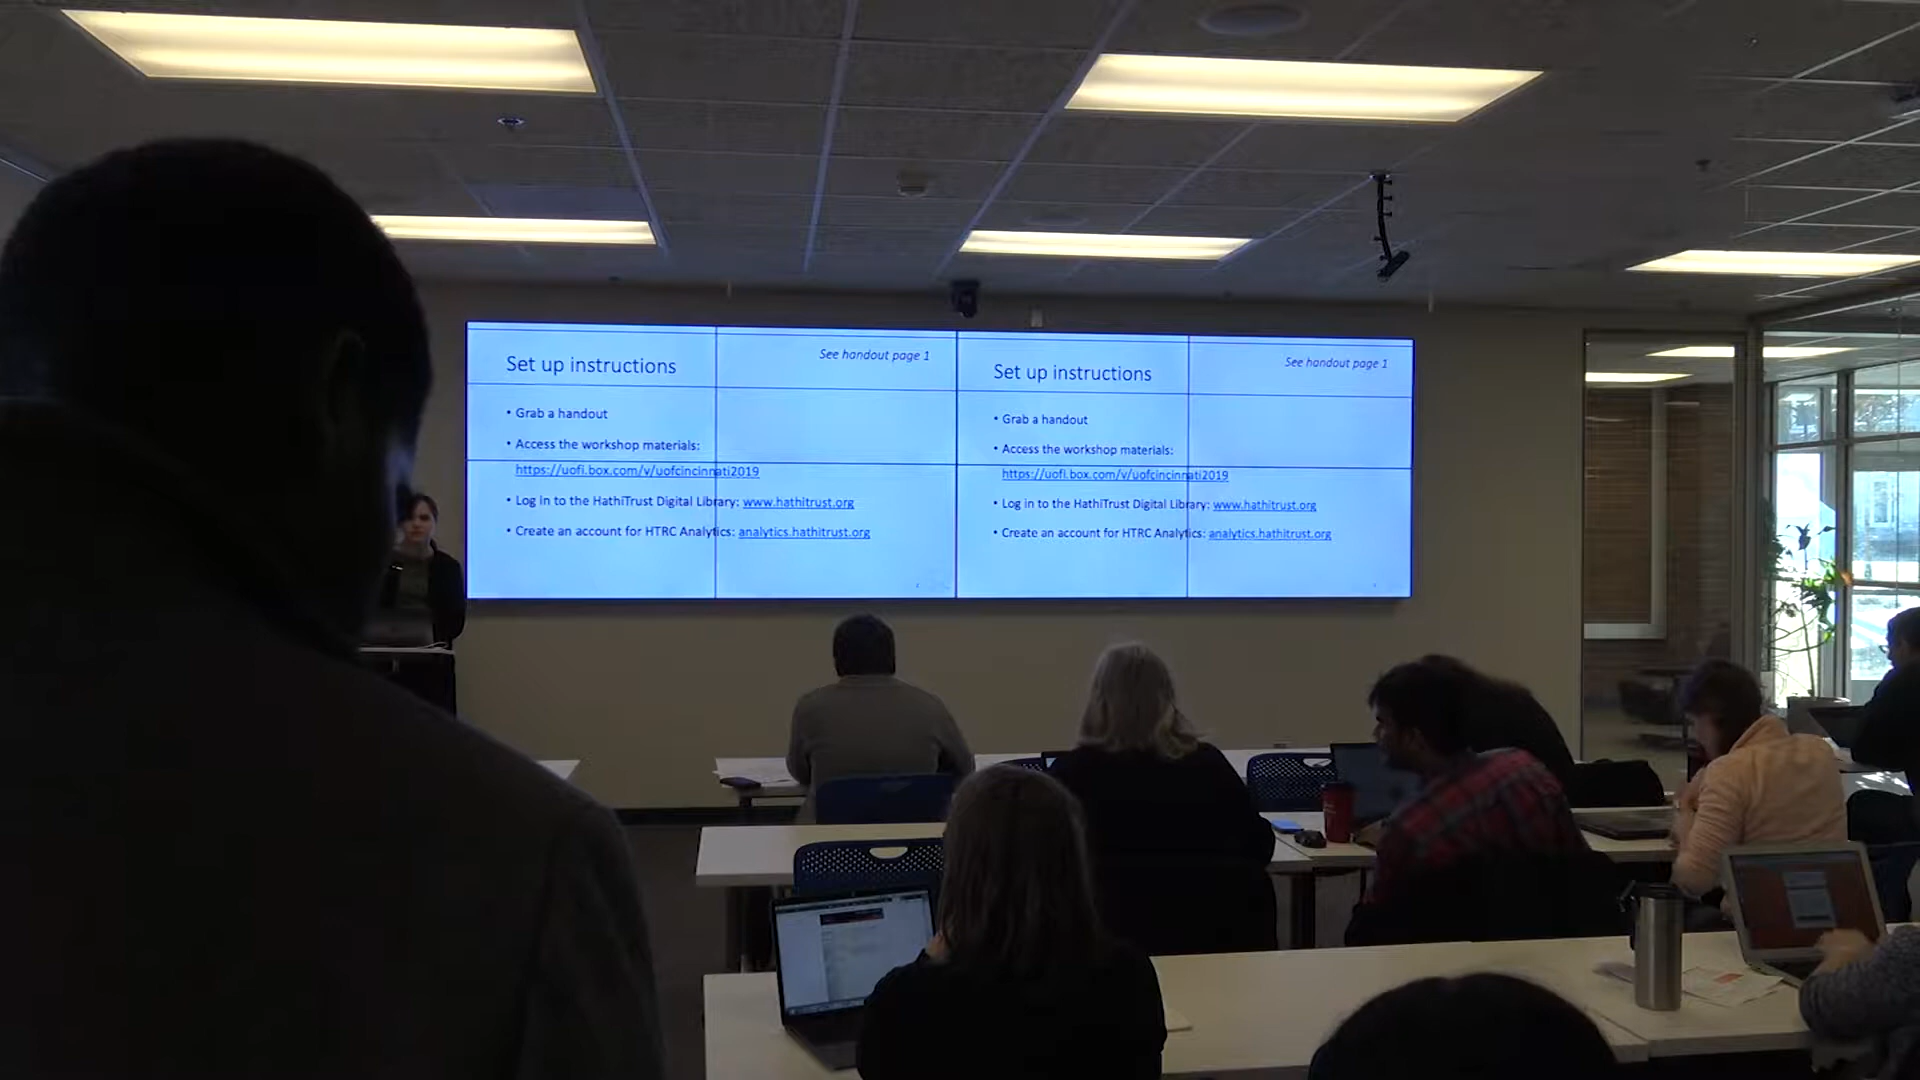 Set up instructions
See handout page 1
• Grab a handout
• Access the workshop materials:
https://uofi.box.com/v/uofcincinnati2019
• Log in to the HathiTrust Digital Library: www.hathitrust.org
• Create an account for HTRC Analytics: analytics.hathitrust.org
Set up instructions
See handout page 1
• Grab a handout
• Access the workshop materials:
https://uofi.box.com/v/uofcincinnati2019
• Log in to the HathiTrust Digital Library: www.hathitrust.org
• Create an account for HTRC Analytics: analytics.hathitrust.org